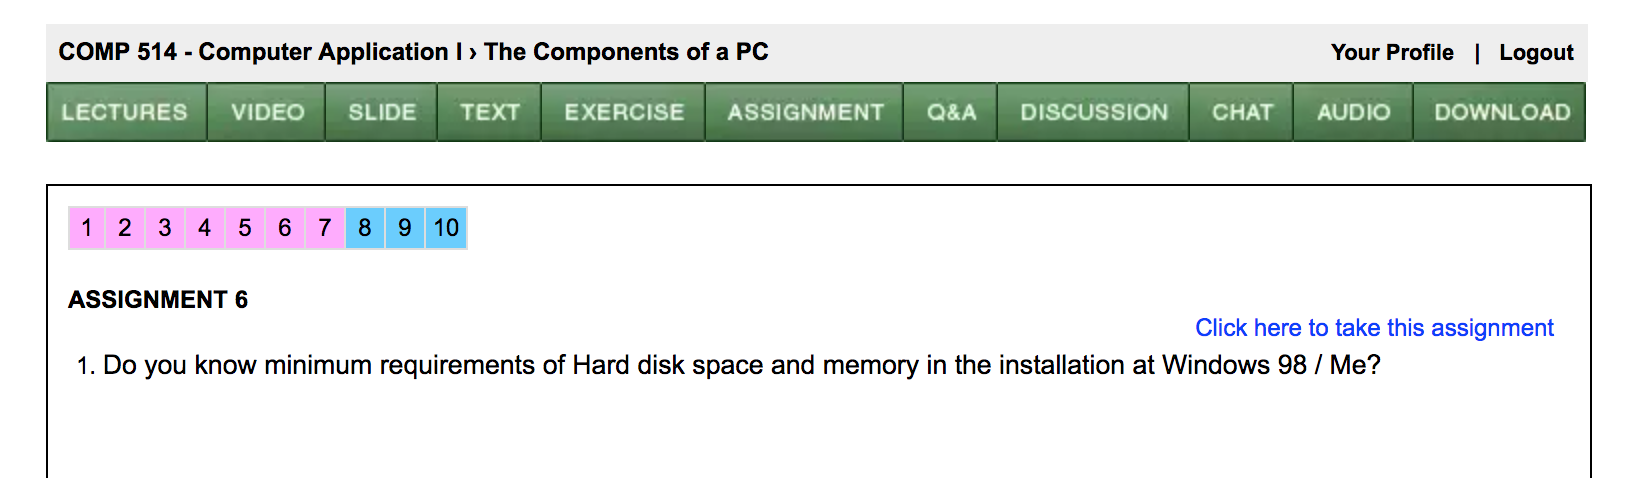 COMP 514 - Computer Application I › The Components of a PC Your Profile | Logout
LECTURES VIDEO SLIDE TEXT EXERCISE ASSIGNMENT Q&A DISCUSSION CHAT AUDIO DOWNLOAD
1 2 3 4 5 6 7 8 9 10
ASSIGNMENT 6
Click here to take this assignment
1. Do you know minimum requirements of Hard disk space and memory in the installation at Windows 98 / Me?